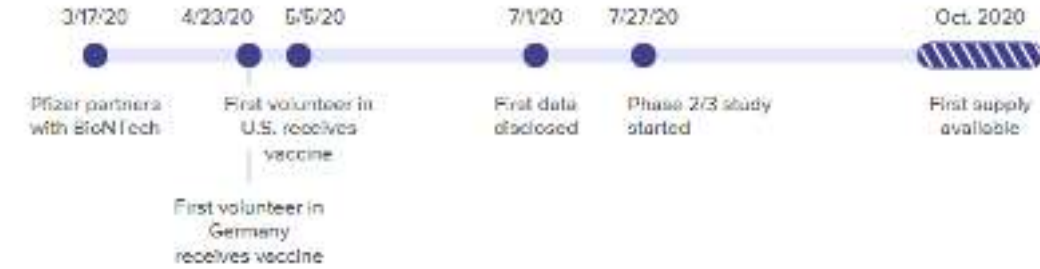 3/17/20 4/23/20 5/5/20 7/1/20 7/27/20 Oct. 2020
Pfizer partners
with BioNTech
First volunteer in
U.S. receives
vaccine
First volunteer in
Germany
receives vaccine
First data
disclosed
Phase 2/3 study
started
First supply
available